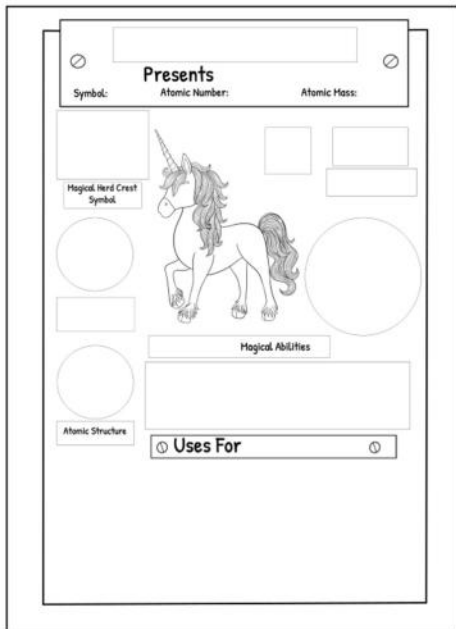 Presents
Symbol: Atomic Number: Atomic Mass:
Magical Herd Crest
Symbol
Magical Abilities
Atomic Structure
Uses For